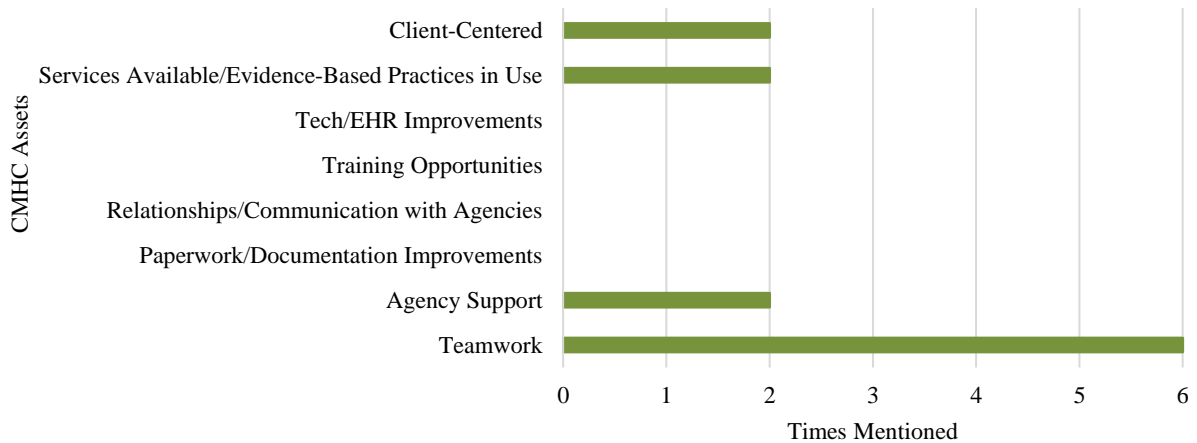 Client-Centered
Services Available/Evidence-Based Practices in Use
Tech/EHR Improvements
Training Opportunities
Relationships/Communication with Agencies
Paperwork/Documentation Improvements
Agency Support
Teamwork
CMHC Assets
0 1 2 3 4 5 6
Times Mentioned